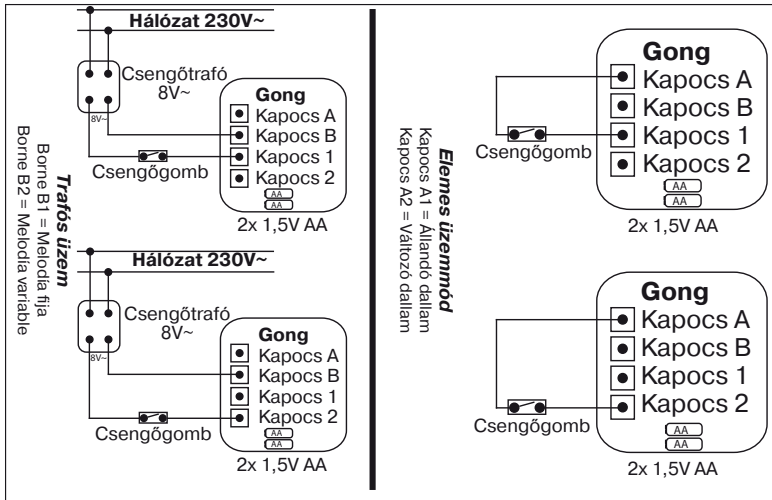 Hálózat 230V~
Csengőtrafó
8V~
8V~
Gong
Kapocs A
Kapocs B
Kapocs 1
Kapocs 2
AA
AA
Csengőgomb
2x 1,5V AA
Trafós üzem
Borne B1 = Melodía fija
Borne B2 = Melodía variable
Hálózat 230V~
Csengőtrafó
8V~
8V~
Gong
Kapocs A
Kapocs B
Kapocs 1
Kapocs 2
AA
AA
Csengőgomb
2x 1,5V AA
Elemes üzemmód
Kapocs A1 = Állandó dallam
Kapocs A2 = Változó dallam
Gong
Kapocs A
Kapocs B
Kapocs 1
Kapocs 2
AA
AA
Csengőgomb
2x 1,5V AA
Gong
Kapocs A
Kapocs B
Kapocs 1
Kapocs 2
AA
AA
Csengőgomb
2x 1,5V AA